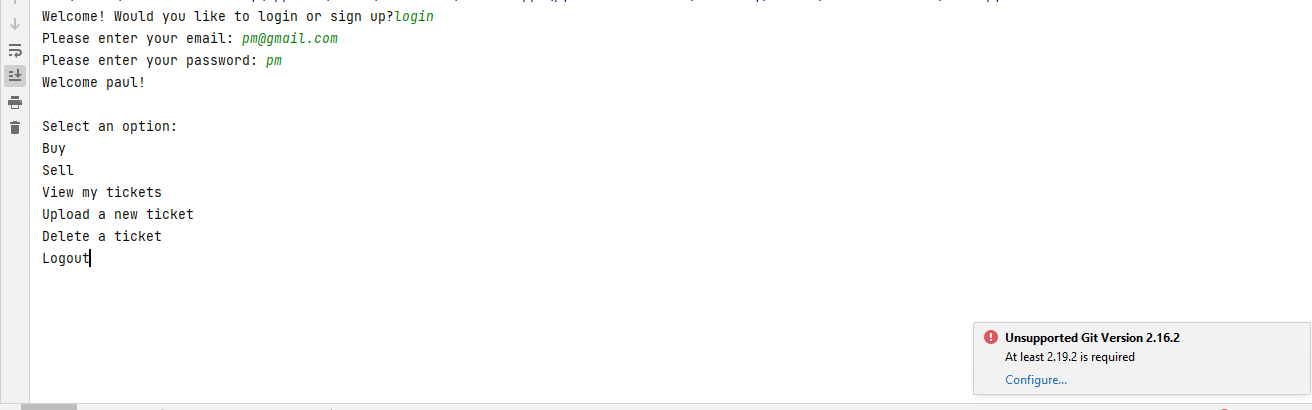 Welcome! Would you like to login or sign up?login
Please enter your email: pm@gmail.com
Please enter your password: pm
Welcome paul!
Select an option:
Buy
Sell
View my tickets
Upload a new ticket
Delete a ticket
Logout
Unsupported Git Version 2.16.2
At least 2.19.2 is required
Configure...